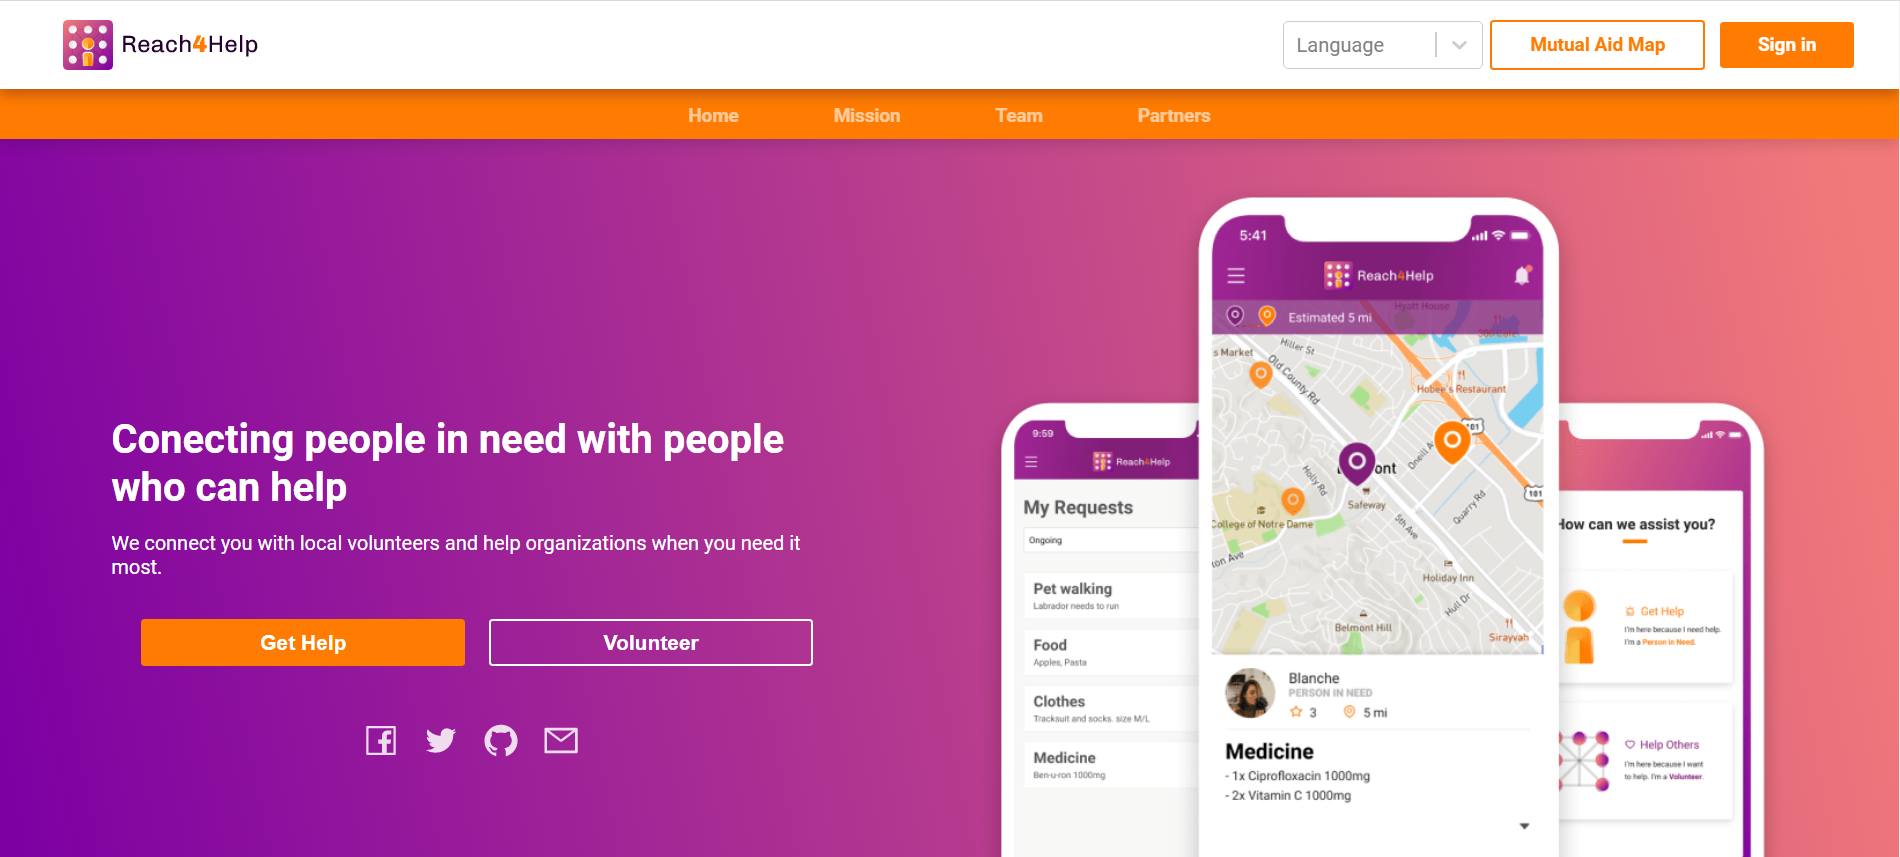 Reach4Help
Language
Mutual Aid Map
Sign in
Home
Mission
Team
Partners
Conecting people in need with people
who can help
We connect you with local volunteers and help organizations when you need it
most.
Get Help
Volunteer
9:59
Reach4Help
My Requests
Ongoing
Pet walking
Labrador needs to run
Food
Apples, Pasta
Clothes
Tracksuit and socks. size M/L
Medicine
Ben-u-ron 1000mg
5:41
Reach4Help
Estimated 5 mi
Hyatt House
300 Cafe
Hiller St
s Market
Old County Rd
Hobee's Restaurant
101
Oneill A
ont
Holly Rd
Safeway
101
Quarry Rd
5th Ave
College of Notre Dame
ton Ave
Holiday Inn
Hull Dr
Belmont Hill
Sirayvah
Blanche
PERSON IN NEED
3
5 mi
Medicine
- 1x Ciprofloxacin 1000mg
- 2x Vitamin C 1000mg
How can we assist you?
Get Help
I'm here because I need help.
I'm a Person in Need.
Help Others
I'm here because I want
to help. I'm a Volunteer.